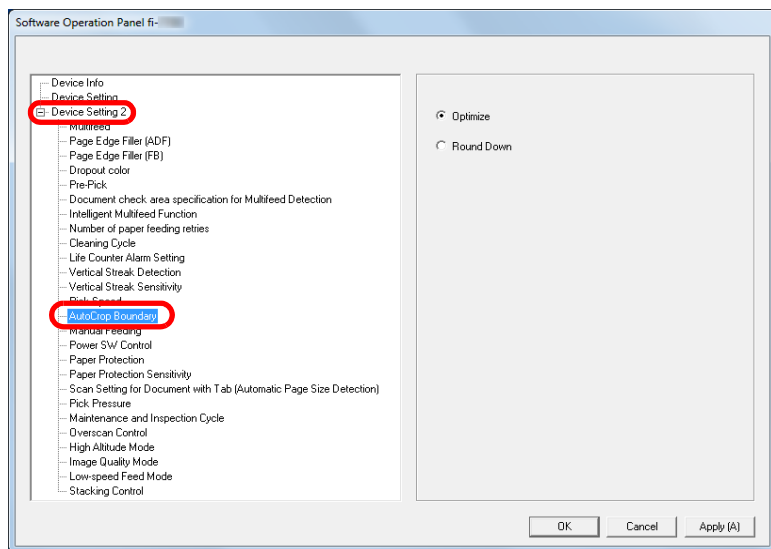 Software Operation Panel fi-
Device Info
Device Setting
Device Setting 2
Multifeed
Page Edge Filler (ADF)
Page Edge Filler (FB)
Dropout color
Pre-Pick
Document check area specification for Multifeed Detection
Intelligent Multifeed Function
Number of paper feeding retries
Cleaning Cycle
Life Counter Alarm Setting
Vertical Streak Detection
Vertical Streak Sensitivity
Pick Speed
AutoCrop Boundary
Manual Feeding
Power SW Control
Paper Protection
Paper Protection Sensitivity
Scan Setting for Document with Tab (Automatic Page Size Detection)
Pick Pressure
Maintenance and Inspection Cycle
Overscan Control
High Altitude Mode
Image Quality Mode
Low-speed Feed Mode
Stacking Control
Optimize
Round Down
OK Cancel Apply (A)